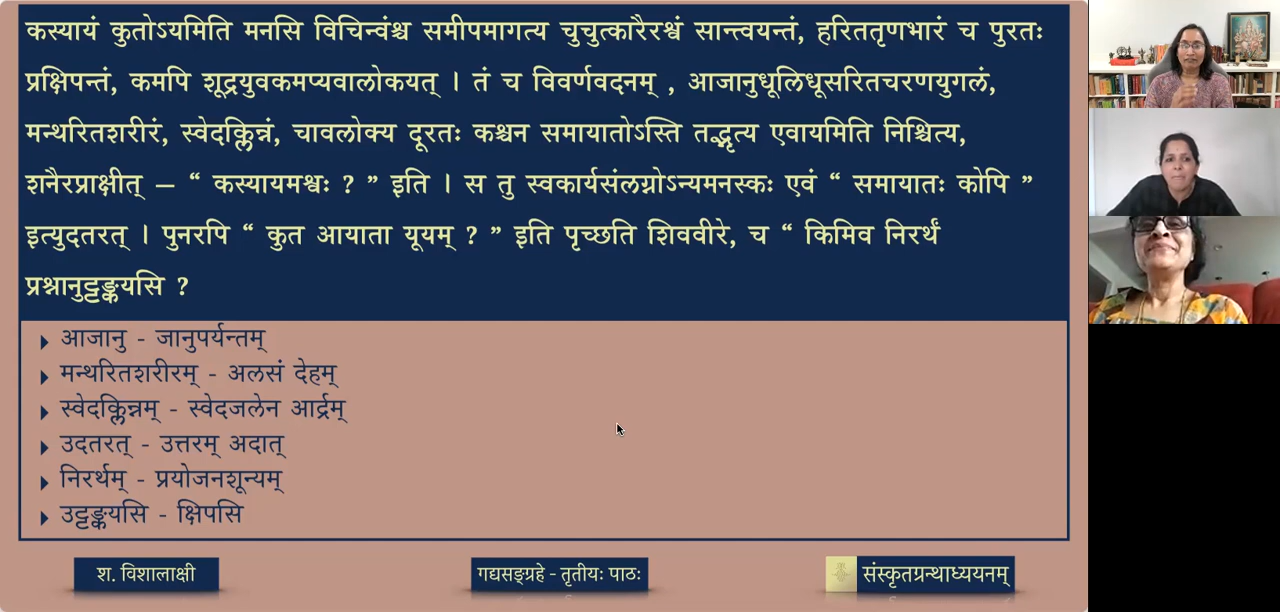 कस्यायं कुतोऽयमिति मनसि विचिन्वंश्च समीपमागत्य चुचुत्कारैरश्वं सान्त्वयन्तं, हरिततृणभारं च पुरतः
प्रक्षिपन्तं, कमपि शूद्रयुवकमप्यवालोकयत् । तं च विवर्णवदनम् , आजानुधूलिधूसरितचरणयुगलं,
मन्थरितशरीरं, स्वेदक्लिन्नं, चावलोक्य दूरतः कश्चन समायातोऽस्ति तद्भृत्य एवायमिति निश्चित्य,
शनैरप्राक्षीत् – “ कस्यायमश्वः ? ” इति । स तु स्वकार्यसंलग्नोऽन्यमनस्कः एवं “ समायातः कोपि ”
इत्युदतरत् । पुनरपि “ कुत आयाता यूयम् ? ” इति पृच्छति शिववीरे, च “ किमिव निरर्थं
प्रश्नानुट्टङ्कयसि ?
आजानु - जानुपर्यन्तम्
मन्थरितशरीरम् - अलसं देहम्
स्वेदक्लिन्नम् - स्वेदजलेन आर्द्रम्
उदतरत् - उत्तरम् अदात्
निरर्थम् - प्रयोजनशून्यम्
उट्टङ्कयसि - क्षिपसि
श. विशालाक्षी
गद्यसङ्ग्रहे - तृतीयः पाठः
संस्कृतग्रन्थाध्ययनम्